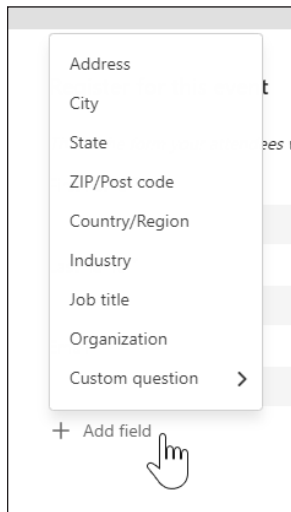 Address
City
State
ZIP/Post code
Country/Region
Industry
Job title
Organization
Custom question
+ Add field